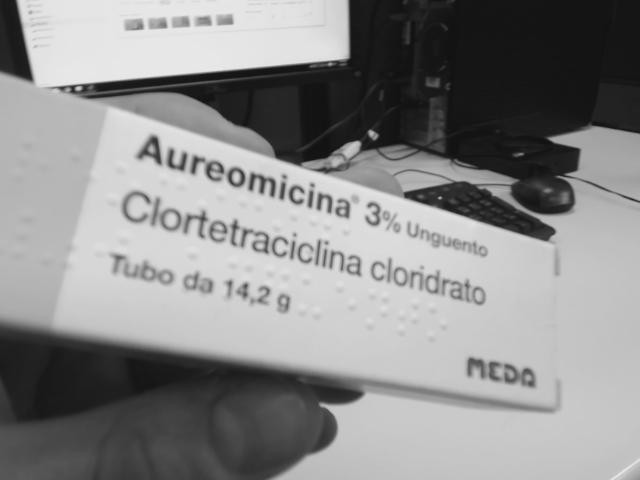 Aureomicina® 3% Unguento
Clortetraciclina cloridrato
Tubo da 14,2 g
MEDA